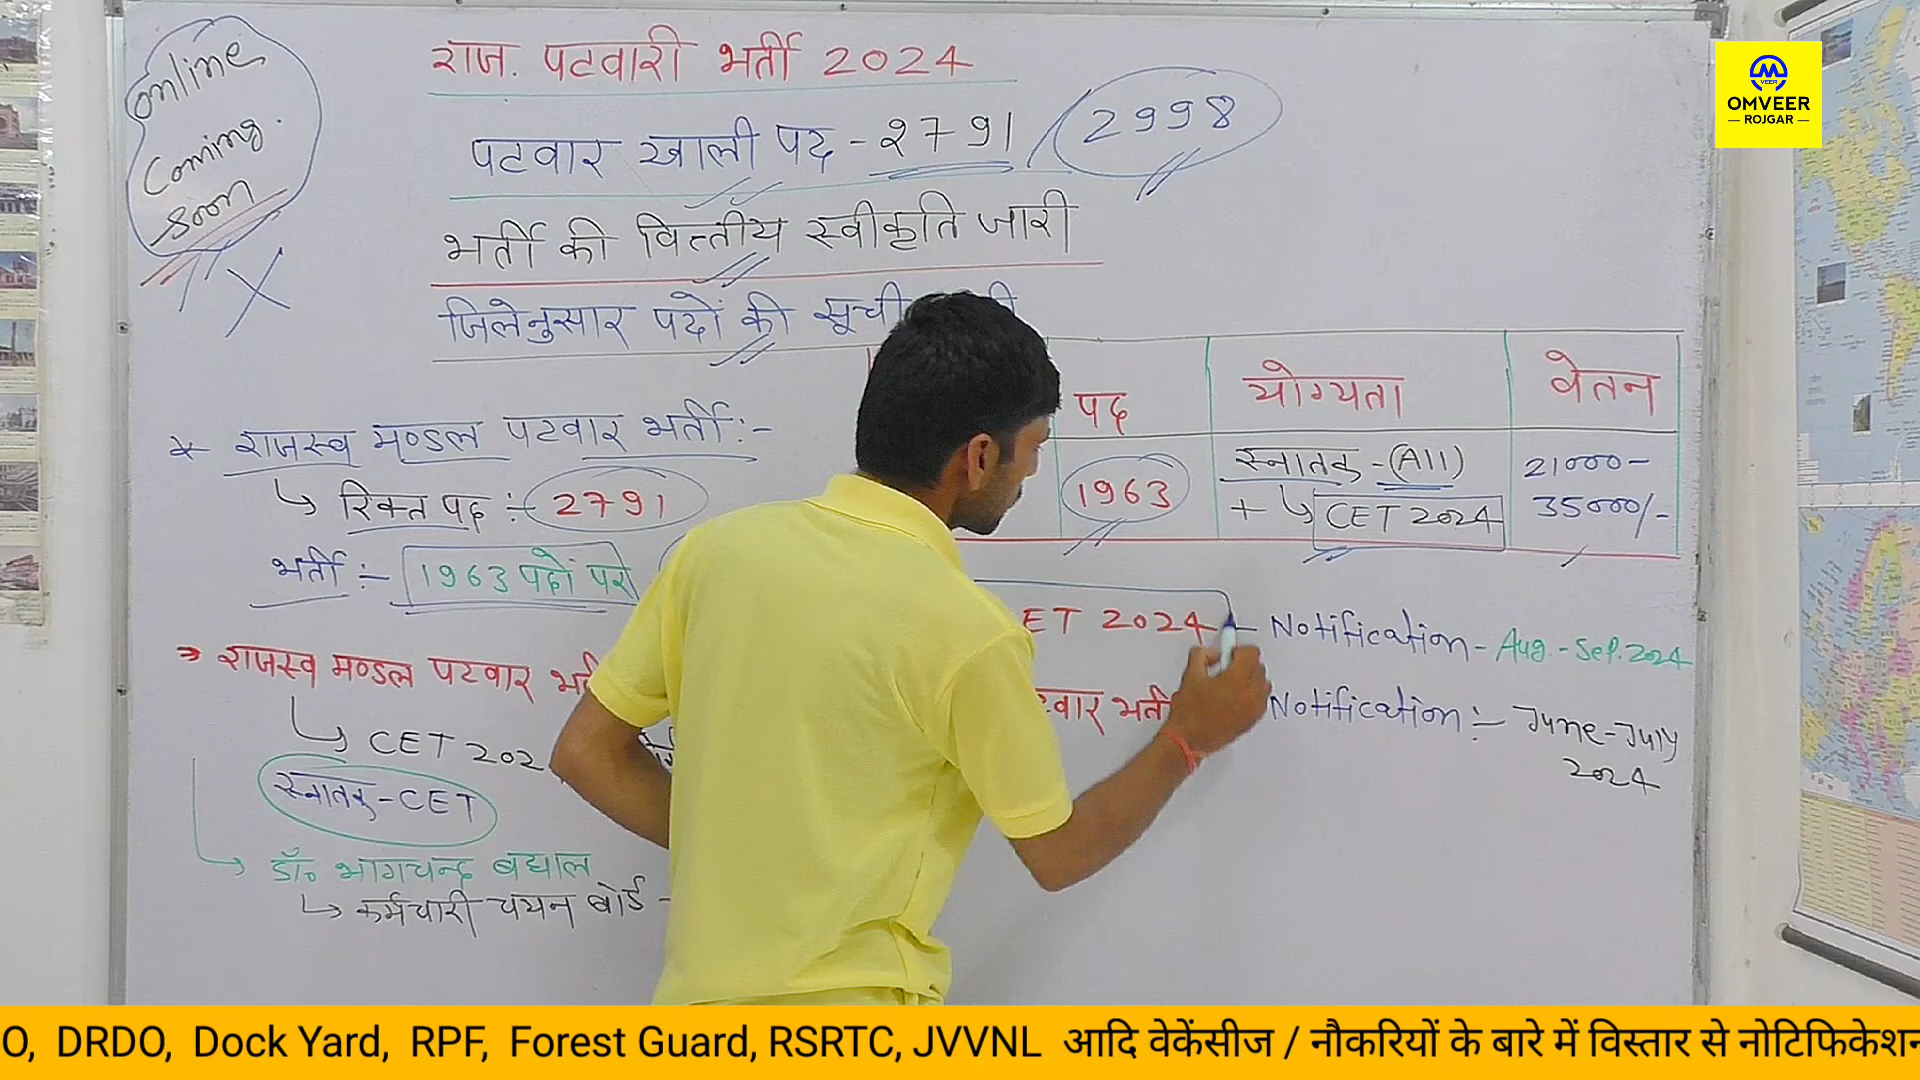 Online
Coming
Soon
राज. पटवारी भर्ती 2024
पटवार खाली पद - २791 / 2998
भर्ती की वित्तीय स्वीकृति जारी
जिलेनुसार पदों की सूची
* राजस्व मण्डल पटवार भर्ती :-
↳ रिक्त पद :- 2791
भर्ती :- 1963 पदों पर
→ राजस्व मण्डल पटवार
↳ CET 202
स्नातक-CET
↳ डॉ० भागचन्द बधाल
↳ कर्मचारी चयन बोर्ड -
पद योग्यता वेतन
1963 स्नातक-(All) 21000-
+ ↳ CET 2024 35000/-
ET 2024 - Notification - Aug. - Sep. 2024
भर्ती Notification :- June-July
2024
VEER
OMVEER
— ROJGAR —
O, DRDO, Dock Yard, RPF, Forest Guard, RSRTC, JVVNL आदि वेकेंसीज / नौकरियों के बारे में विस्तार से नोटिफिकेशन